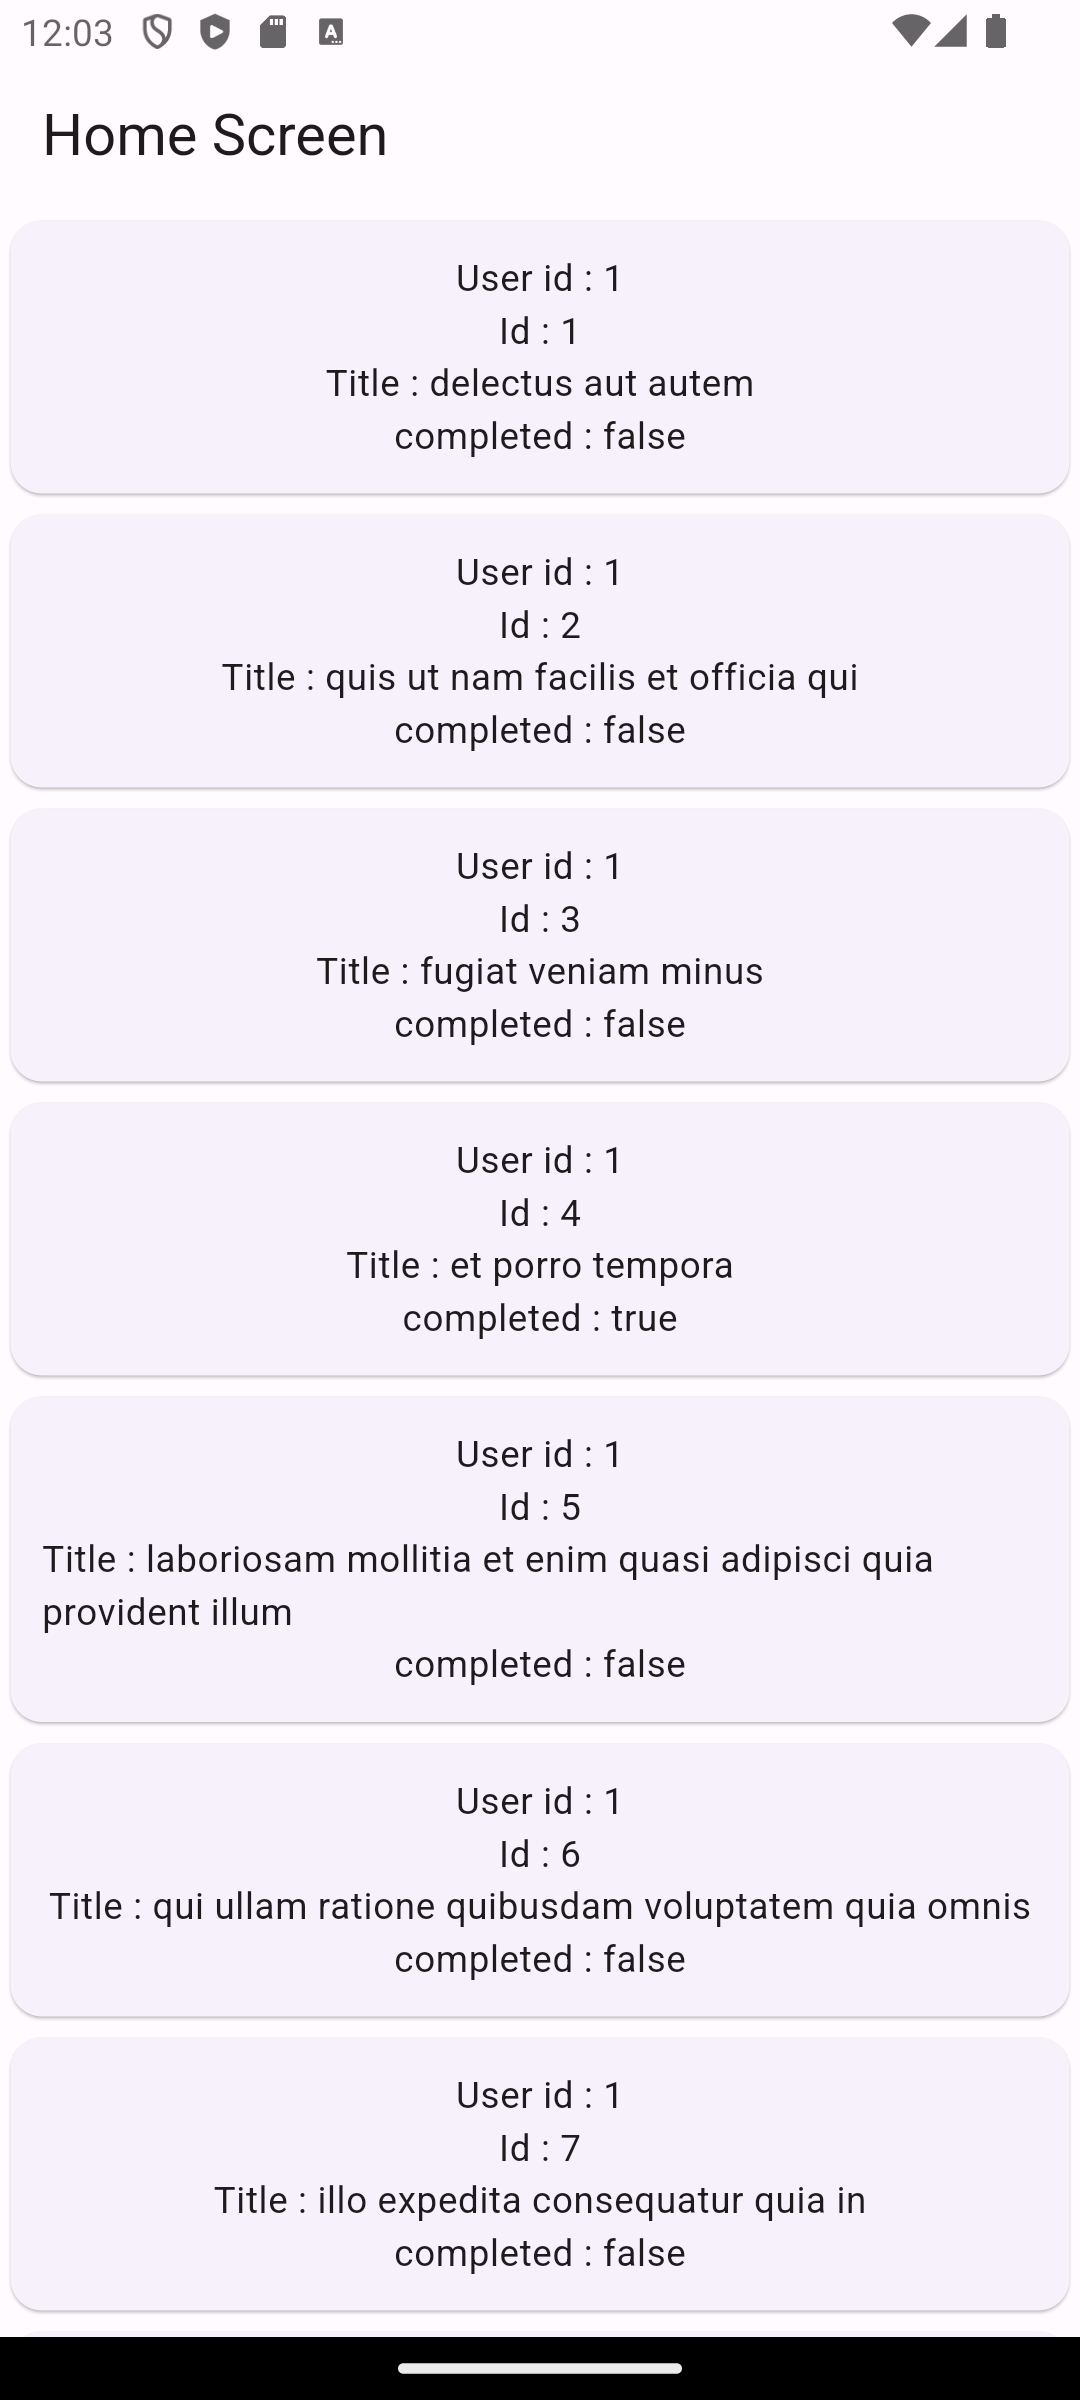 12:03
Home Screen
User id : 1
Id : 1
Title : delectus aut autem
completed : false
User id : 1
Id : 2
Title : quis ut nam facilis et officia qui
completed : false
User id : 1
Id : 3
Title : fugiat veniam minus
completed : false
User id : 1
Id : 4
Title : et porro tempora
completed : true
User id : 1
Id : 5
Title : laboriosam mollitia et enim quasi adipisci quia
provident illum
completed : false
User id : 1
Id : 6
Title : qui ullam ratione quibusdam voluptatem quia omnis
completed : false
User id : 1
Id : 7
Title : illo expedita consequatur quia in
completed : false